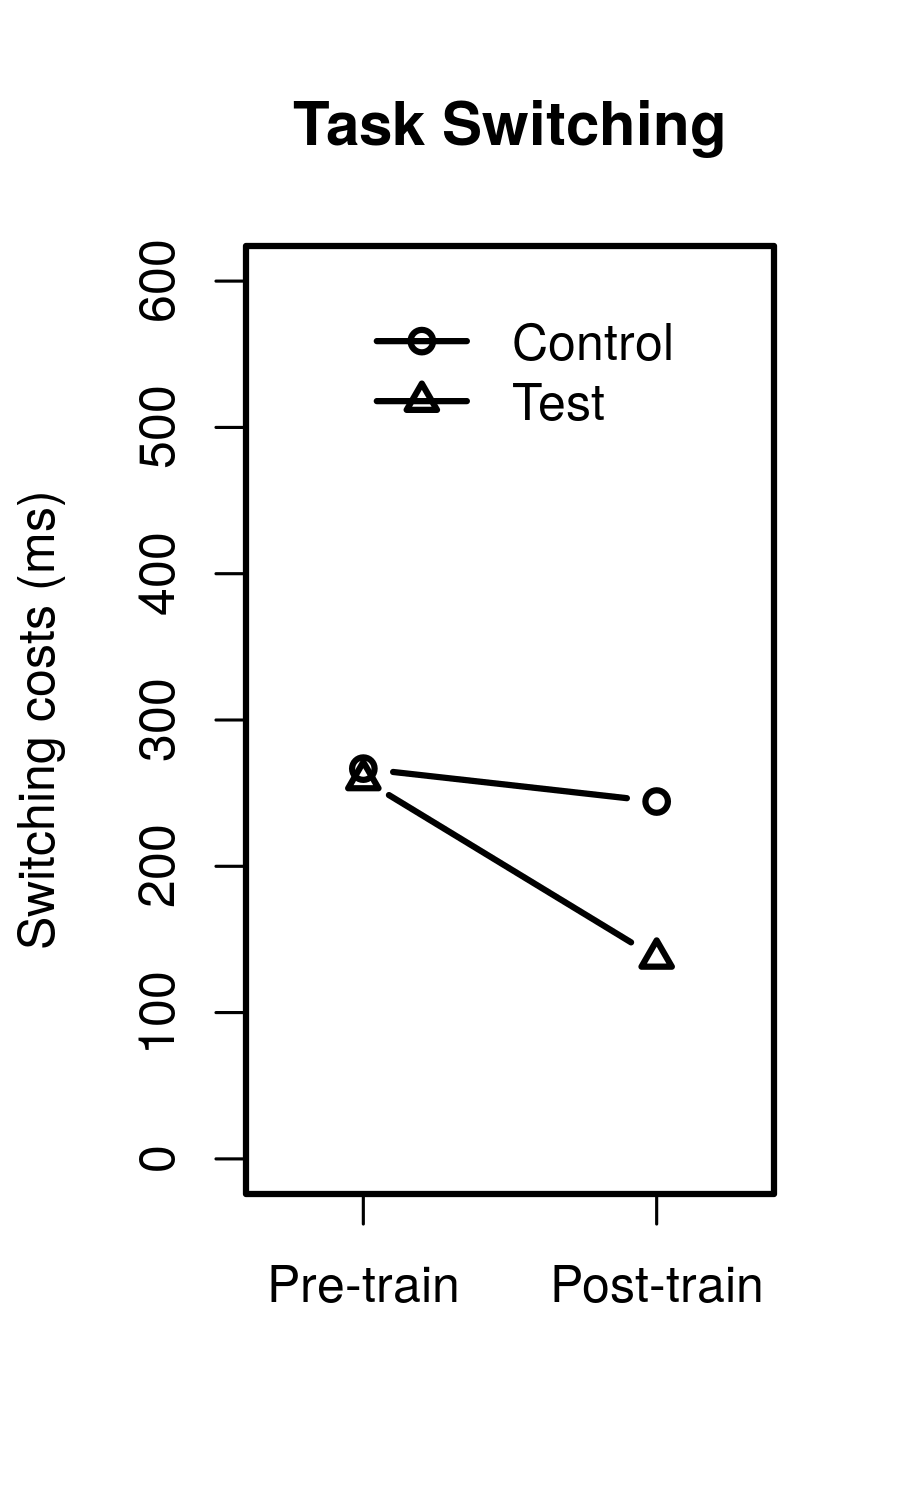 Task Switching
Control
Test
Switching costs (ms)
600
500
400
300
200
100
0
Pre-train
Post-train